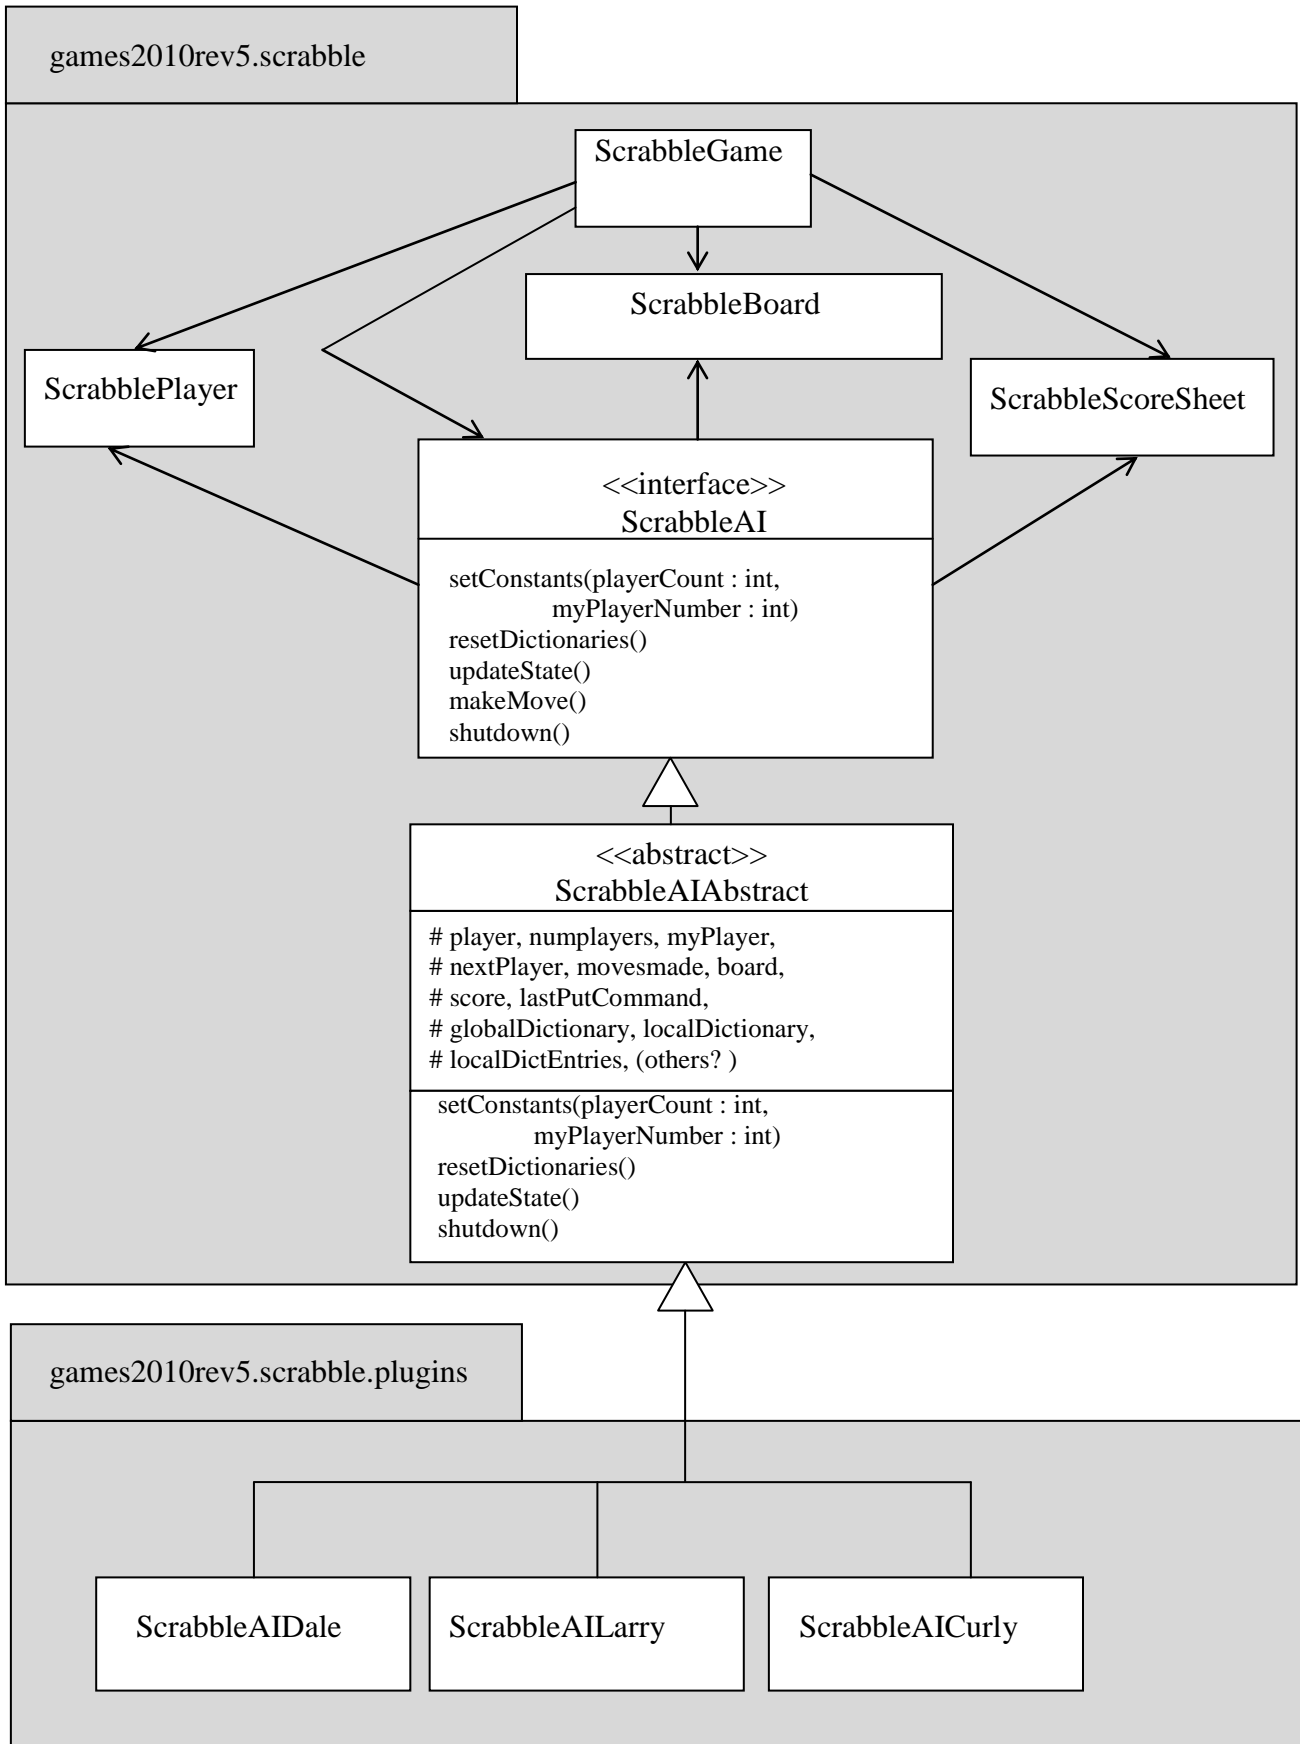 games2010rev5.scrabble
ScrabbleGame
ScrabbleBoard
ScrabblePlayer
ScrabbleScoreSheet
<<interface>>
ScrabbleAI
setConstants(playerCount : int,
myPlayerNumber : int)
resetDictionaries()
updateState()
makeMove()
shutdown()
<<abstract>>
ScrabbleAIAbstract
# player, numplayers, myPlayer,
# nextPlayer, movesmade, board,
# score, lastPutCommand,
# globalDictionary, localDictionary,
# localDictEntries, (others? )
setConstants(playerCount : int,
myPlayerNumber : int)
resetDictionaries()
updateState()
shutdown()
games2010rev5.scrabble.plugins
ScrabbleAIDale
ScrabbleAILarry
ScrabbleAICurly